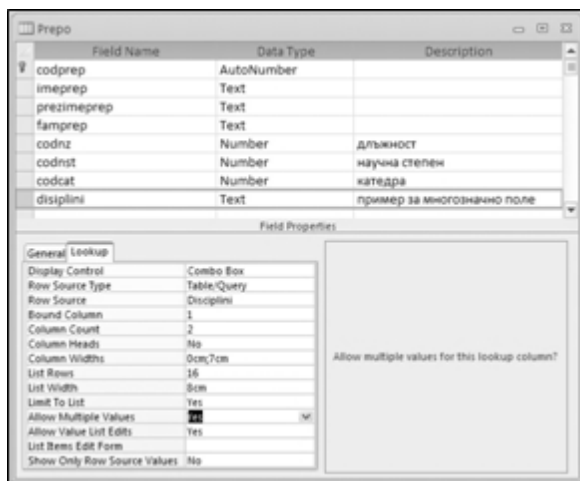 Prepo
Field Name Data Type Description
codprep AutoNumber
imeprep Text
prezimeprep Text
famprep Text
codnz Number длъжност
codnst Number научна степен
codcat Number катедра
disiplini Text пример за многозначно поле
Field Properties
General Lookup
Display Control Combo Box
Row Source Type Table/Query
Row Source Disciplini
Bound Column 1
Column Count 2
Column Heads No
Column Widths 0cm;7cm
List Rows 16
List Width 8cm
Limit To List Yes
Allow Multiple Values Yes
Allow Value List Edits Yes
List Items Edit Form
Show Only Row Source Values No
Allow multiple values for this lookup column?